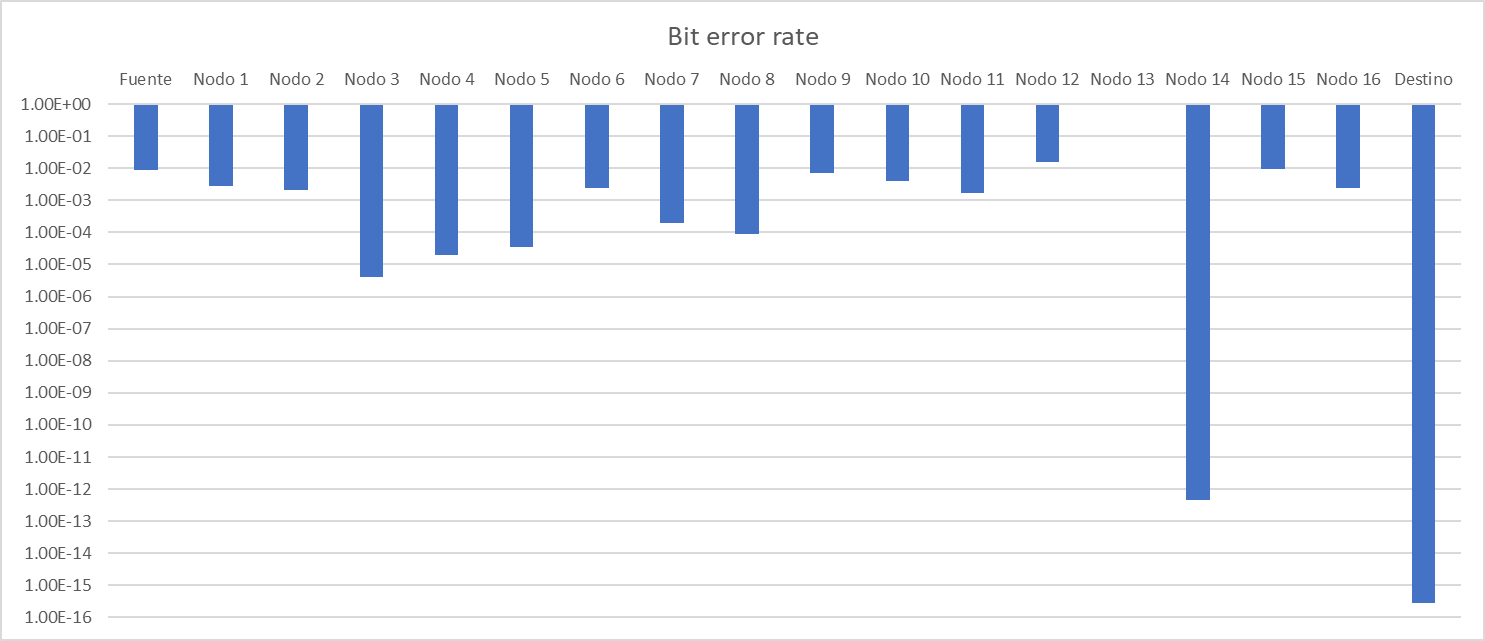 Bit error rate
Fuente Nodo 1 Nodo 2 Nodo 3 Nodo 4 Nodo 5 Nodo 6 Nodo 7 Nodo 8 Nodo 9 Nodo 10 Nodo 11 Nodo 12 Nodo 13 Nodo 14 Nodo 15 Nodo 16 Destino
1.00E+00
1.00E-01
1.00E-02
1.00E-03
1.00E-04
1.00E-05
1.00E-06
1.00E-07
1.00E-08
1.00E-09
1.00E-10
1.00E-11
1.00E-12
1.00E-13
1.00E-14
1.00E-15
1.00E-16